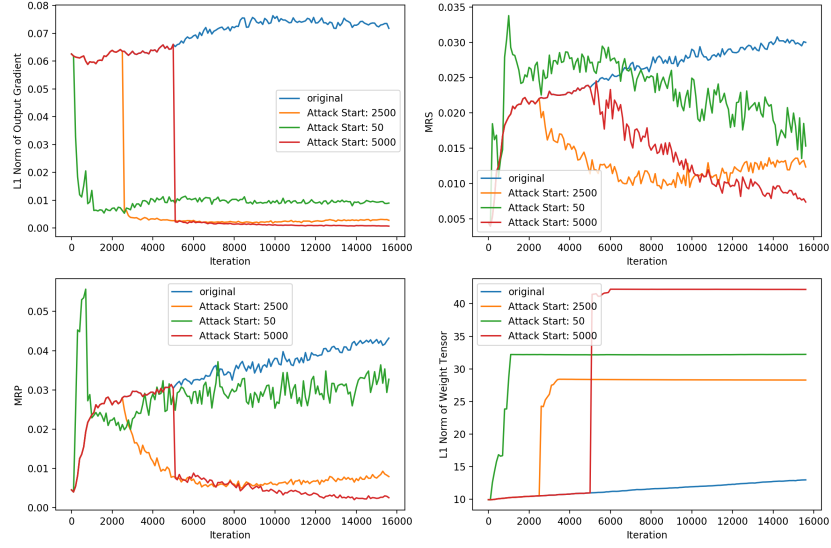 0.08
0.07
0.06
0.05
0.04
0.03
0.02
0.01
0.00
L1 Norm of Output Gradient
original
Attack Start: 2500
Attack Start: 50
Attack Start: 5000
0 2000 4000 6000 8000 10000 12000 14000 16000
Iteration
0.035
0.030
0.025
0.020
0.015
0.010
0.005
MRS
original
Attack Start: 2500
Attack Start: 50
Attack Start: 5000
0 2000 4000 6000 8000 10000 12000 14000 16000
Iteration
0.05
0.04
0.03
0.02
0.01
0.00
MRP
original
Attack Start: 2500
Attack Start: 50
Attack Start: 5000
0 2000 4000 6000 8000 10000 12000 14000 16000
Iteration
40
35
30
25
20
15
10
L1 Norm of Weight Tensor
original
Attack Start: 2500
Attack Start: 50
Attack Start: 5000
0 2000 4000 6000 8000 10000 12000 14000 16000
Iteration